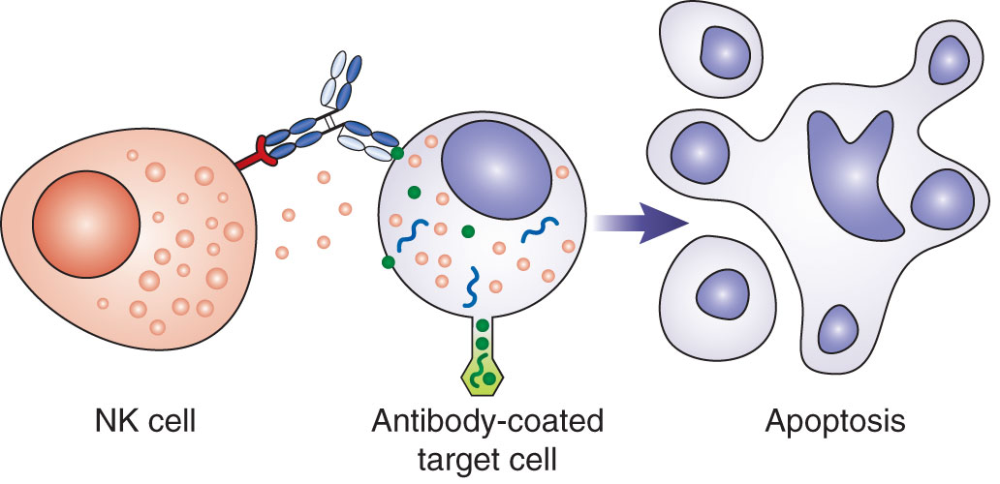 NK cell
Antibody-coated
target cell
Apoptosis